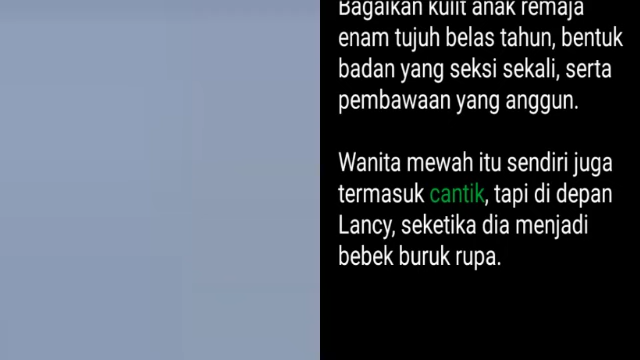 Bagaikan kulit anak remaja
enam tujuh belas tahun, bentuk
badan yang seksi sekali, serta
pembawaan yang anggun.
Wanita mewah itu sendiri juga
termasuk cantik, tapi di depan
Lancy, seketika dia menjadi
bebek buruk rupa.